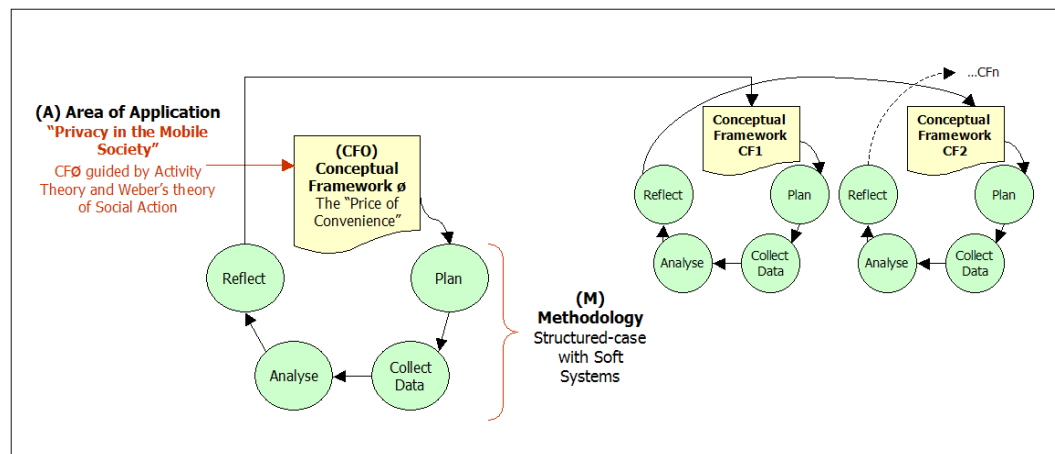 (A) Area of Application
“Privacy in the Mobile
Society”
CFØ guided by Activity
Theory and Weber’s theory
of Social Action
(CFO)
Conceptual
Framework ø
The “Price of
Convenience”
Reflect
Plan
Analyse
Collect
Data
(M)
Methodology
Structured-case
with Soft
Systems
Conceptual
Framework
CF1
Reflect
Plan
Analyse
Collect
Data
...CFn
Conceptual
Framework
CF2
Reflect
Plan
Analyse
Collect
Data